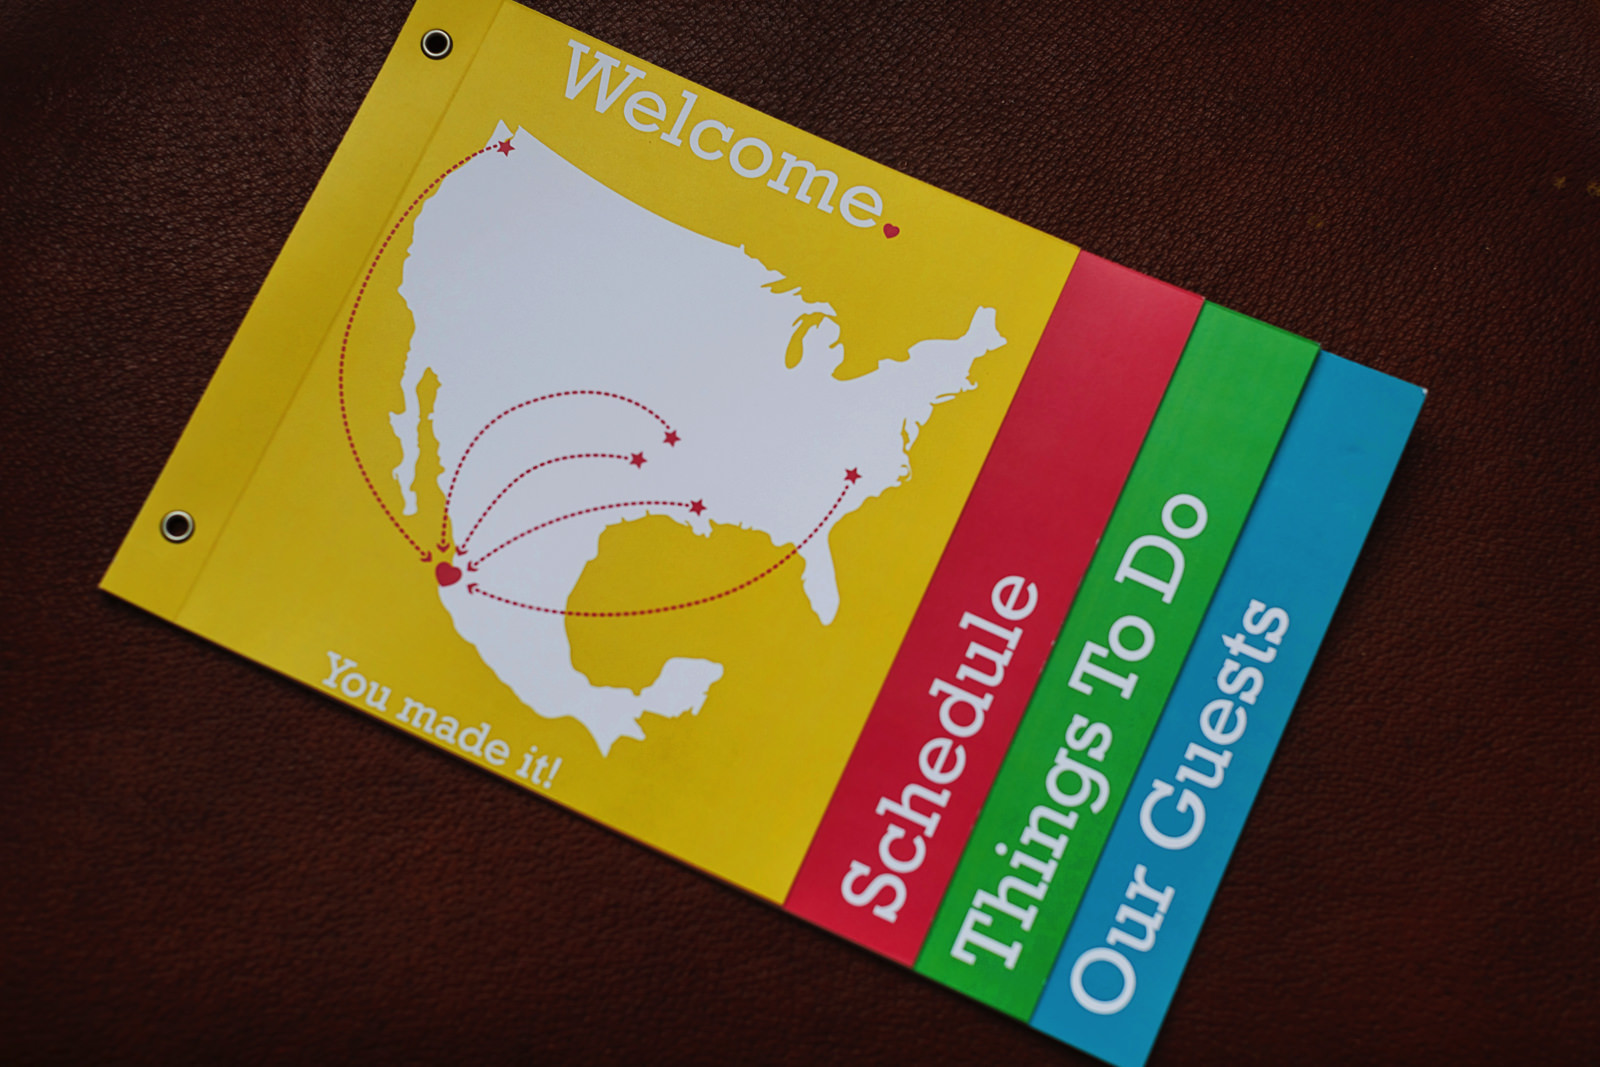 Welcome
You made it!
Schedule
Things To Do
Our Guests